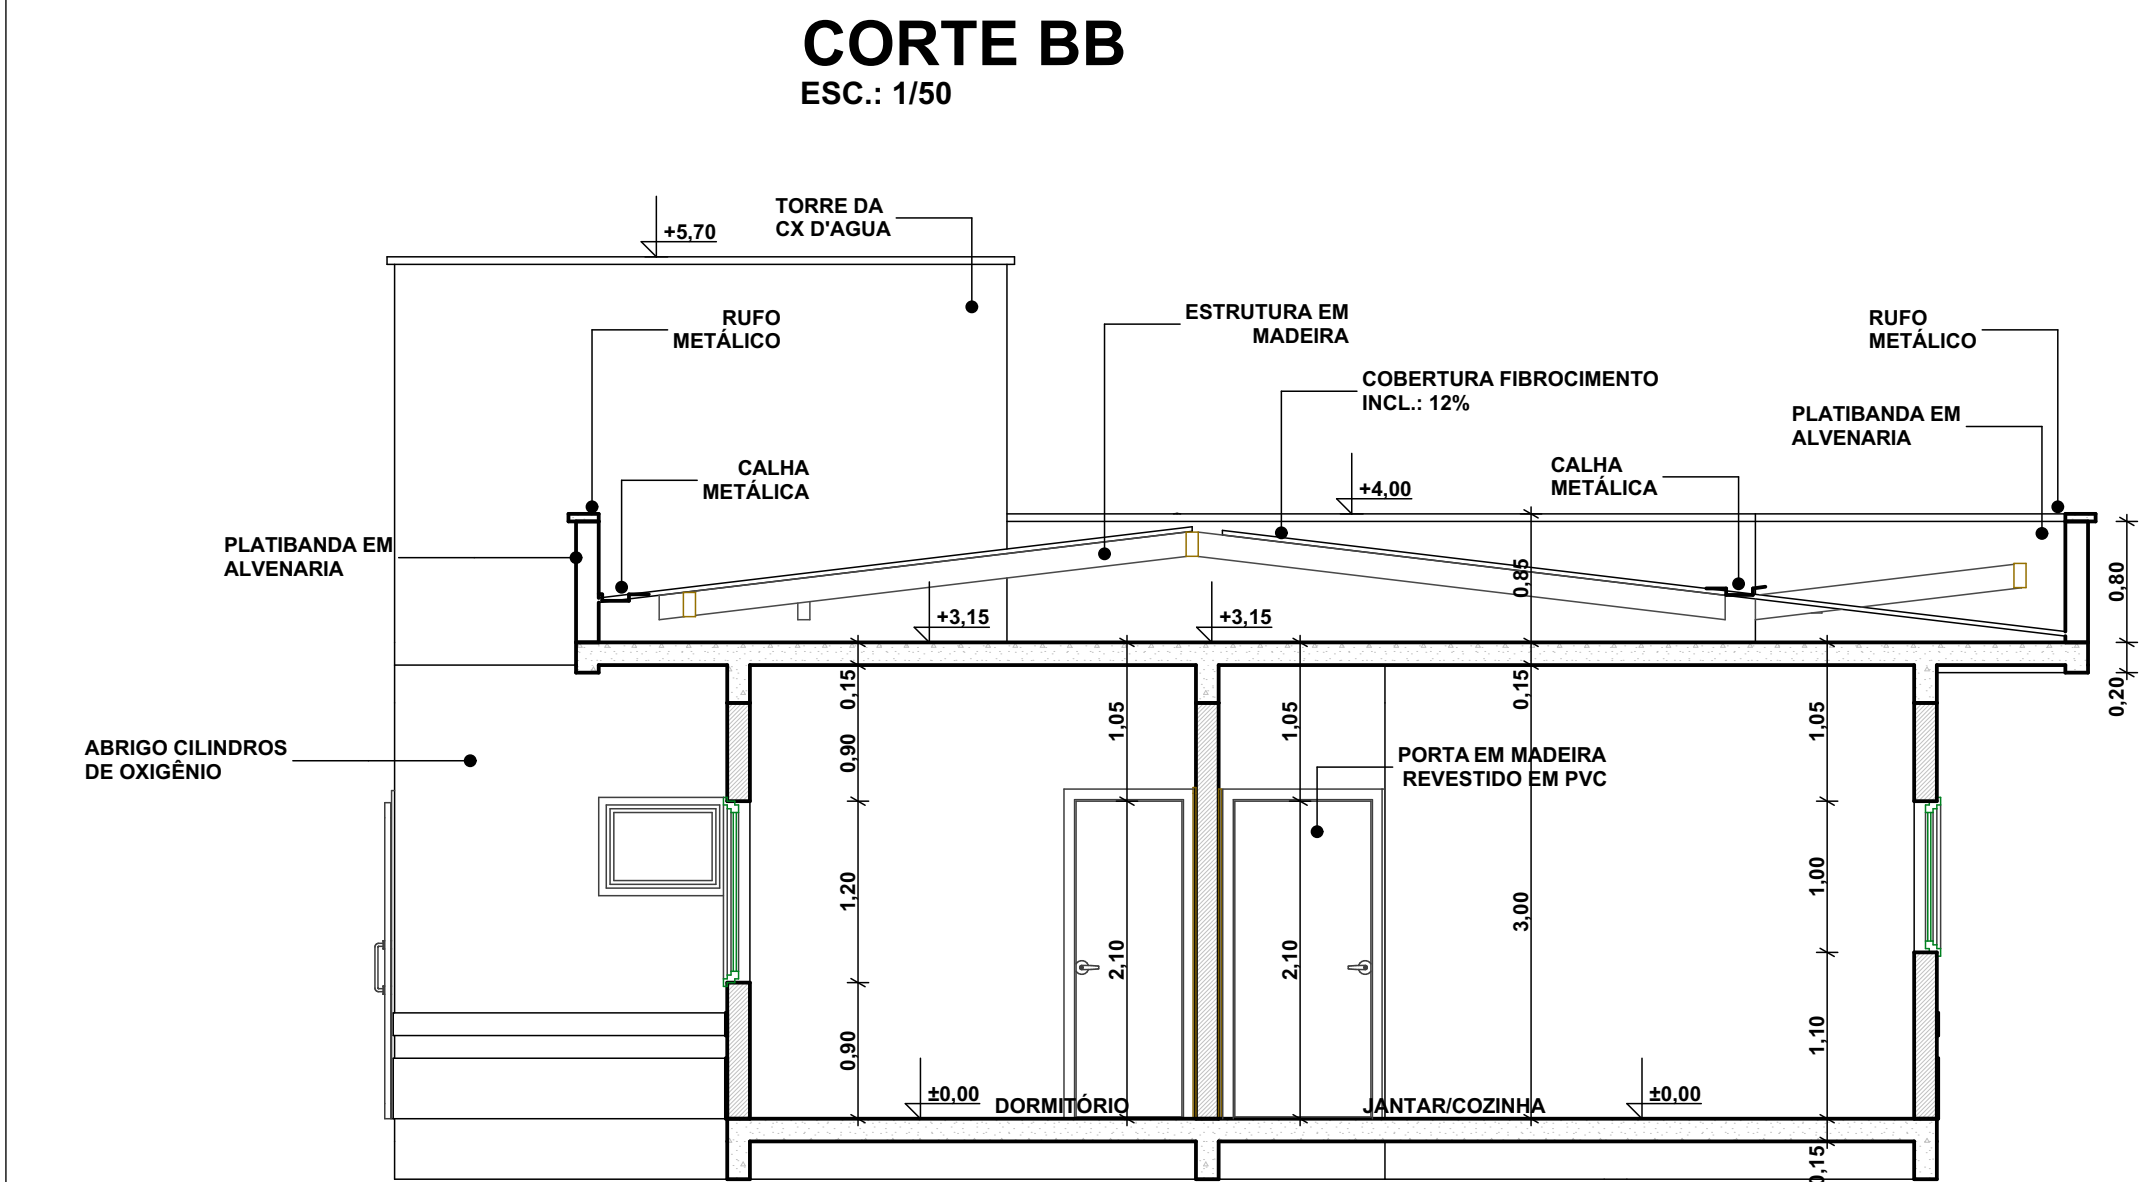 CORTE BB
ESC.: 1/50
TORRE DA
CX D'AGUA
+5,70
RUFO
METÁLICO
ESTRUTURA EM
MADEIRA
RUFO
METÁLICO
COBERTURA FIBROCIMENTO
INCL.: 12%
PLATIBANDA EM
ALVENARIA
CALHA
METÁLICA
CALHA
METÁLICA
+4,00
PLATIBANDA EM
ALVENARIA
0,85
0,80
+3,15
+3,15
0,15
0,15
0,20
1,05
1,05
1,05
0,90
ABRIGO CILINDROS
DE OXIGÊNIO
PORTA EM MADEIRA
REVESTIDO EM PVC
1,20
1,00
3,00
2,10
2,10
0,90
1,10
±0,00
DORMITÓRIO
JANTAR/COZINHA
±0,00
0,15